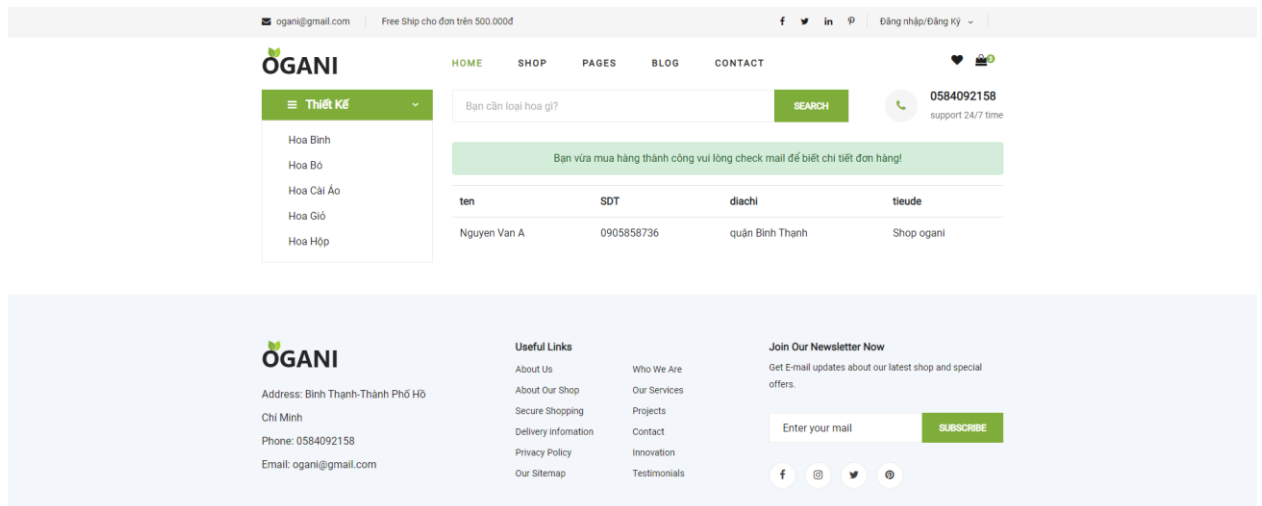 ogani@gmail.com
Free Ship cho đơn trên 500.000đ
Đăng nhập/Đăng Ký
OGANI
HOME
SHOP
PAGES
BLOG
CONTACT
3
Thiết Kế
Bạn cần loại hoa gì?
SEARCH
0584092158
support 24/7 time
Hoa Bình
Hoa Bó
Hoa Cài Áo
Hoa Giỏ
Hoa Hộp
Bạn vừa mua hàng thành công vui lòng check mail để biết chi tiết đơn hàng!
ten SDT diachi tieude
Nguyen Van A 0905858736 quận Bình Thạnh Shop ogani
OGANI
Address: Bình Thạnh-Thành Phố Hồ
Chí Minh
Phone: 0584092158
Email: ogani@gmail.com
Useful Links
About Us
About Our Shop
Secure Shopping
Delivery infomation
Privacy Policy
Our Sitemap
Who We Are
Our Services
Projects
Contact
Innovation
Testimonials
Join Our Newsletter Now
Get E-mail updates about our latest shop and special
offers.
Enter your mail
SUBSCRIBE